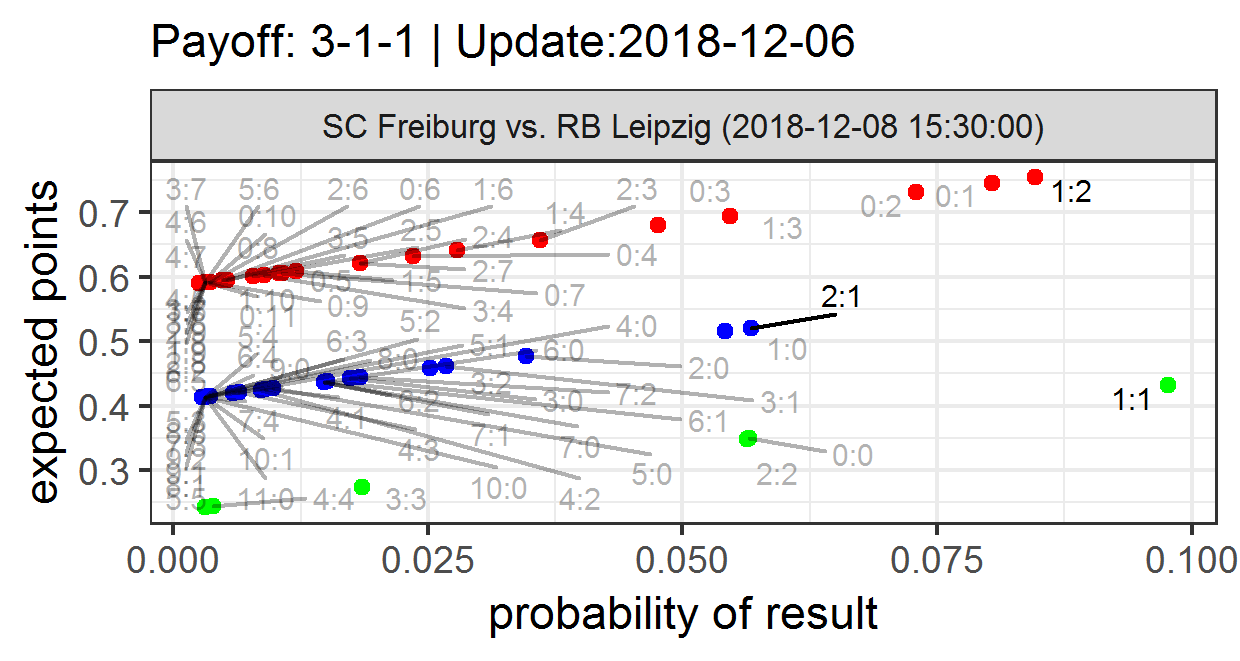 Payoff: 3-1-1 | Update:2018-12-06
SC Freiburg vs. RB Leipzig (2018-12-08 15:30:00)
expected points
0.7
0.6
0.5
0.4
0.3
3:7 5:6 2:6 0:6 1:6 2:3 0:3 1:2
4:6 0:10 1:4 0:2 0:1
3:5 2:5 2:4 1:3
4:7 0:8 0:4
0:5 1:5 2:7
1:10 0:9 0:7
0:11 3:4 2:1
5:2 4:0
5:4 6:3 5:1 6:0 1:0
6:4 9:0 8:0 2:0
3:2 7:2
6:2 3:0 3:1 1:1
7:4 4:1 6:1
7:1 7:0
10:1 4:3 0:0
10:0 5:0 2:2
5:5 11:0 4:4 3:3 4:2
0.000 0.025 0.050 0.075 0.100
probability of result